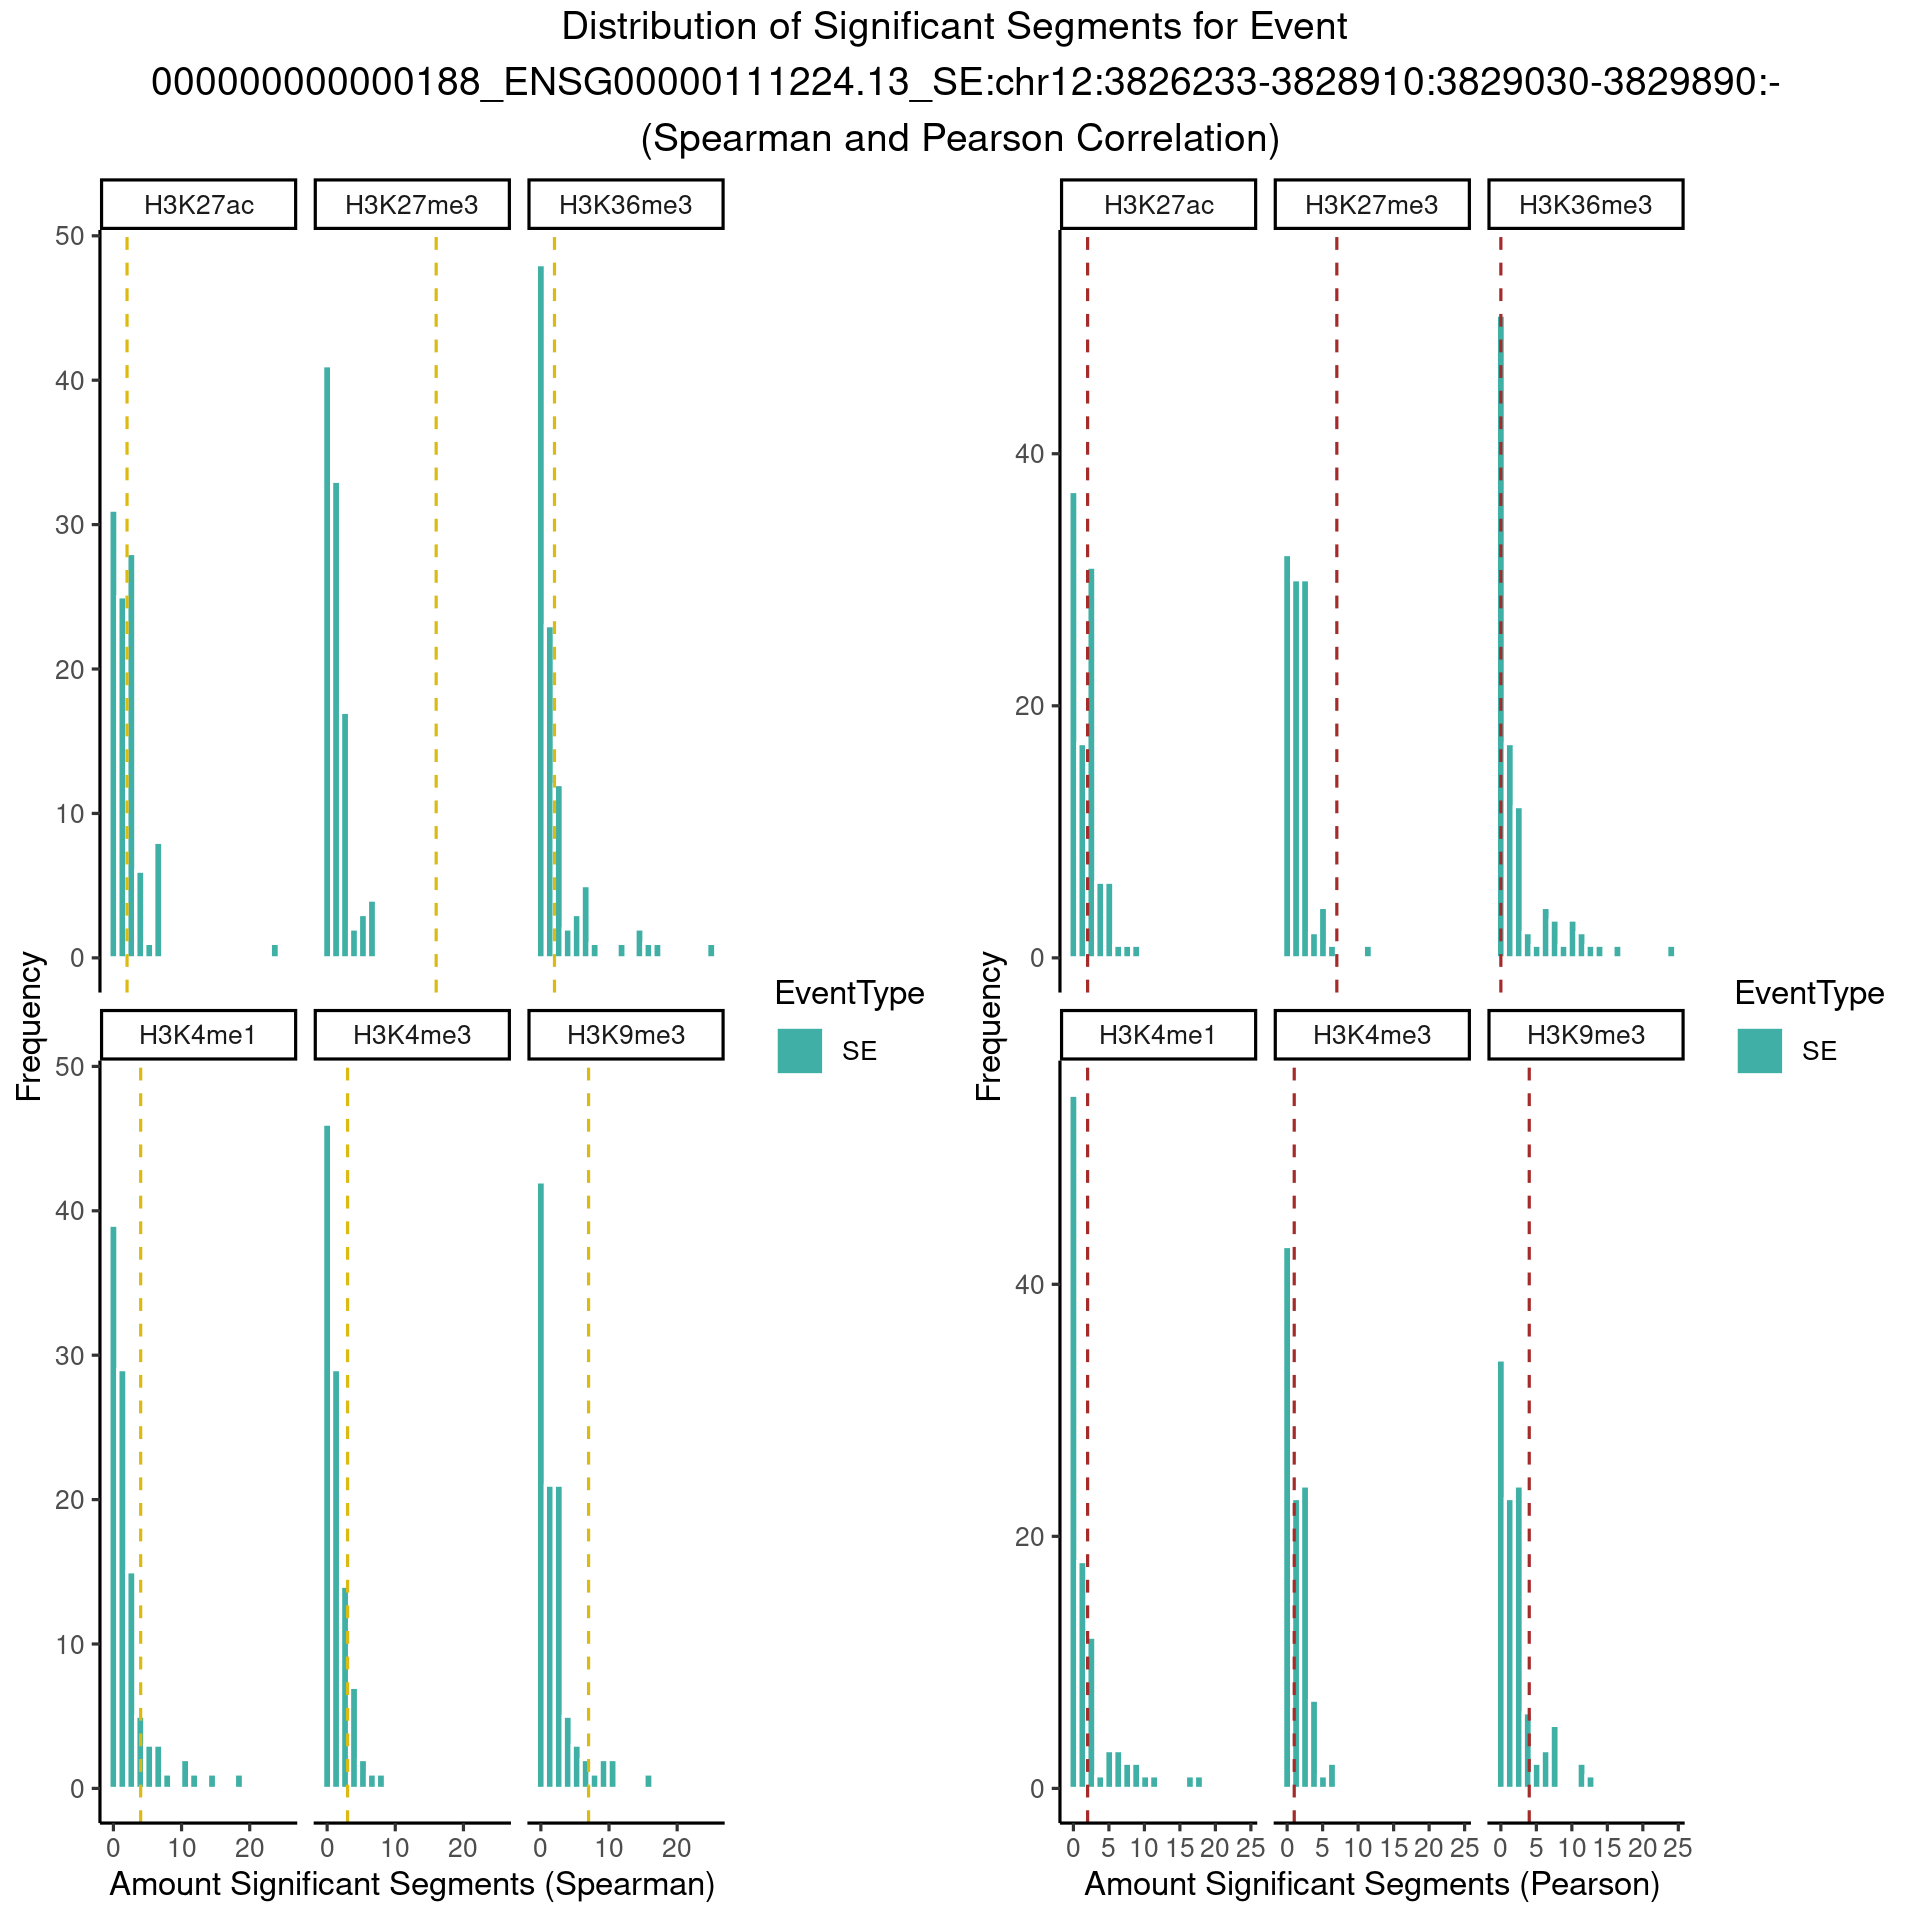 Distribution of Significant Segments for Event
000000000000188_ENSG00000111224.13_SE:chr12:3826233-3828910:3829030-3829890:-
(Spearman and Pearson Correlation)
H3K27ac H3K27me3 H3K36me3
50
40
30
20
10
0
H3K4me1 H3K4me3 H3K9me3
50
40
30
20
10
0
0 10 20 0 10 20 0 10 20
Frequency
Amount Significant Segments (Spearman)
EventType
SE
H3K27ac H3K27me3 H3K36me3
40
20
0
H3K4me1 H3K4me3 H3K9me3
40
20
0
0 5 10 15 20 25 0 5 10 15 20 25 0 5 10 15 20 25
Frequency
Amount Significant Segments (Pearson)
EventType
SE